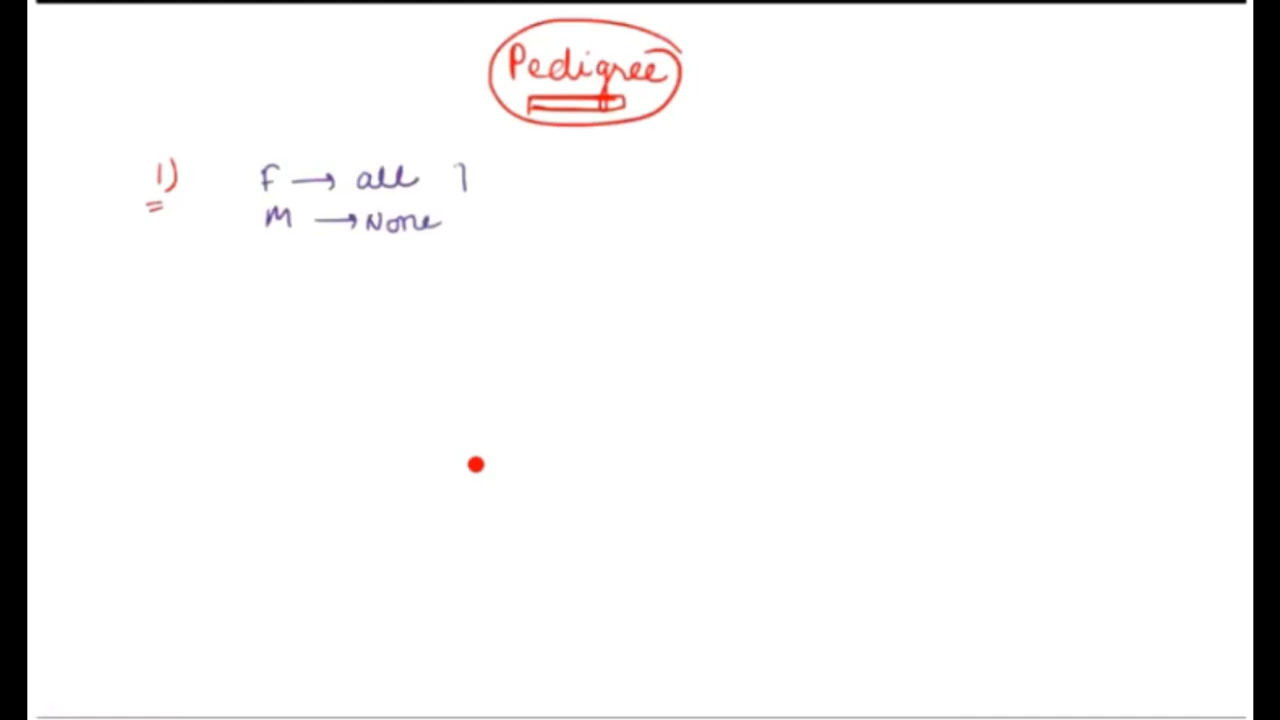 Pedigree
1) F → all ]
M → None